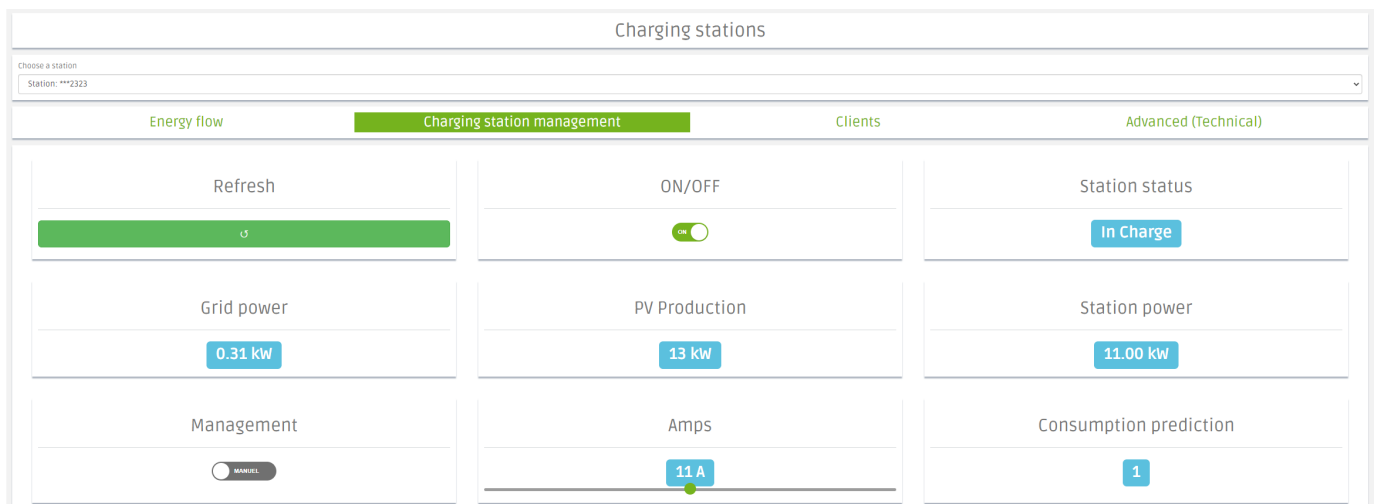 Charging stations
Choose a station
Station: ***2323
Energy flow
Charging station management
Clients
Advanced (Technical)
Refresh
ON/OFF
Station status
ON
In Charge
Grid power
PV Production
Station power
0.31 kW
13 kW
11.00 kW
Management
Amps
Consumption prediction
MANUEL
11 A
1